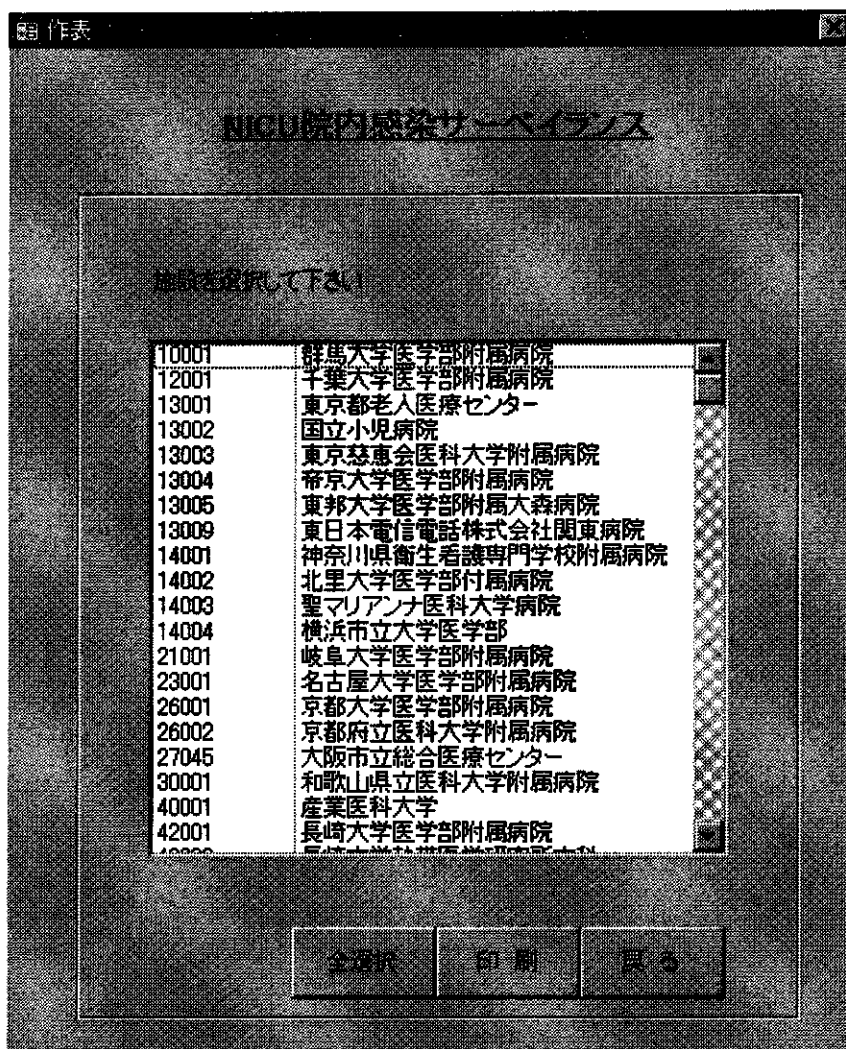 作表
NICU院内感染サーベイランス
施設を選択して下さい
10001 群馬大学医学部附属病院
12001 千葉大学医学部附属病院
13001 東京都老人医療センター
13002 国立小児病院
13003 東京慈恵会医科大学附属病院
13004 帝京大学医学部附属病院
13005 東邦大学医学部附属大森病院
13009 東日本電信電話株式会社関東病院
14001 神奈川県衛生看護専門学校附属病院
14002 北里大学医学部付属病院
14003 聖マリアンナ医科大学病院
14004 横浜市立大学医学部
21001 岐阜大学医学部附属病院
23001 名古屋大学医学部附属病院
26001 京都大学医学部附属病院
26002 京都府立医科大学附属病院
27045 大阪市立総合医療センター
30001 和歌山県立医科大学附属病院
40001 産業医科大学
42001 長崎大学医学部附属病院
全選択 印刷 戻る